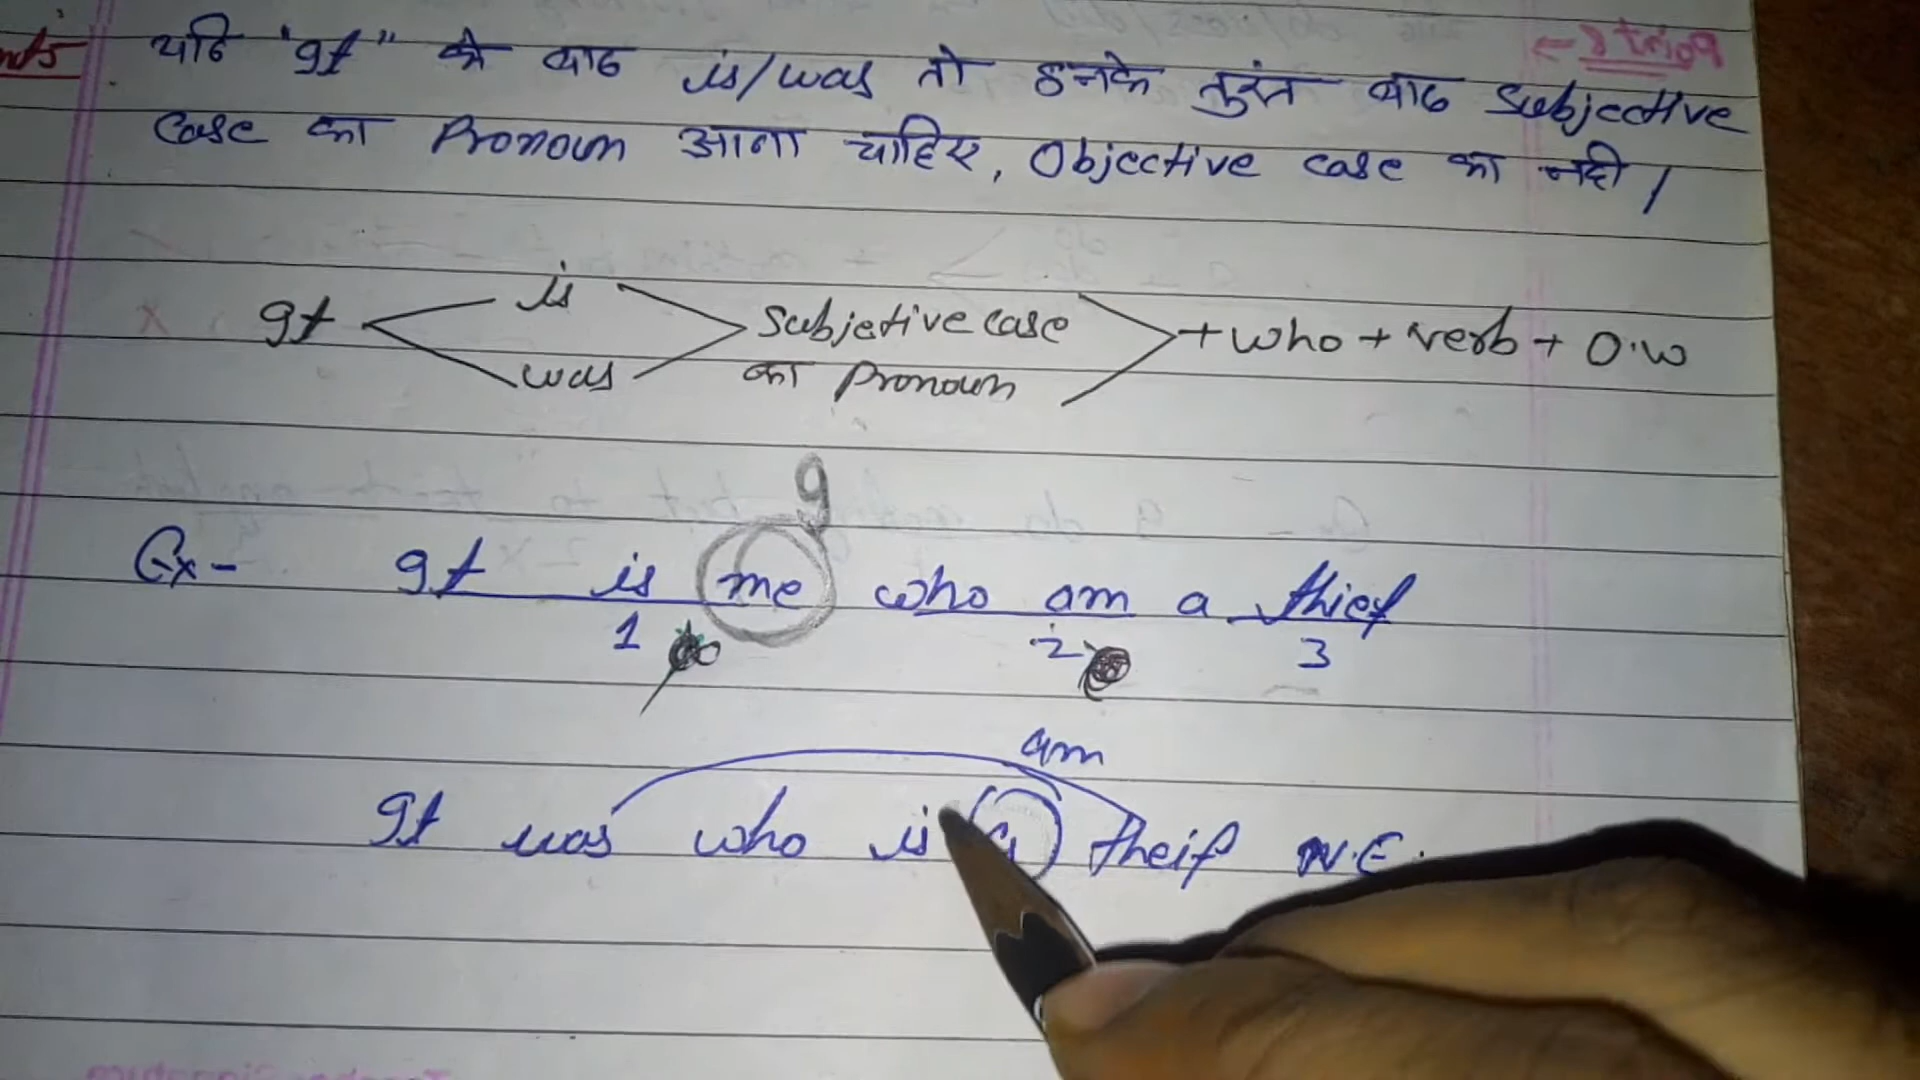 यदि "It" के बाद is/was तो इनके तुरंत बाद Subjective
Case का Pronoun आना चाहिए, Objective case का नही।
It is was Subjetive case का pronoun + who + verb + O.W
I
Ex- It is me who am a thief
1 2 3
am
It was who is a theif N.E.